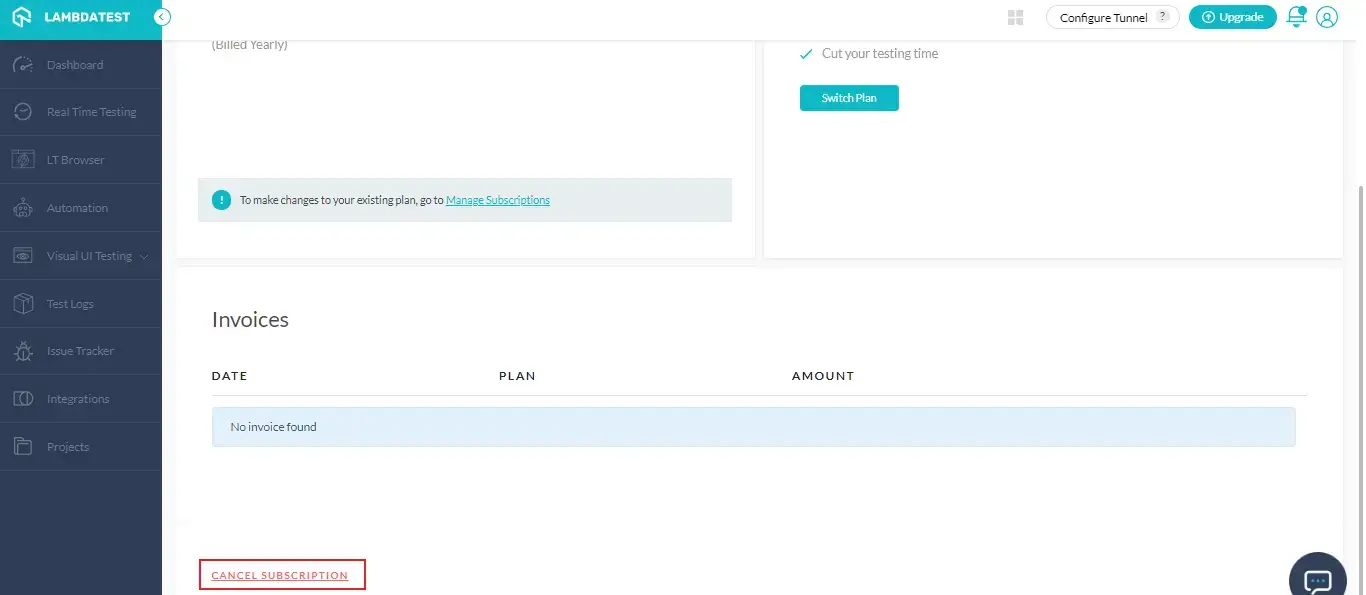 LAMBDATEST
Configure Tunnel ?
Upgrade
Dashboard
Real Time Testing
LT Browser
Automation
Visual UI Testing
Test Logs
Issue Tracker
Integrations
Projects
(Billed Yearly)
! To make changes to your existing plan, go to Manage Subscriptions
Cut your testing time
Switch Plan
Invoices
DATE PLAN AMOUNT
No invoice found
CANCEL SUBSCRIPTION